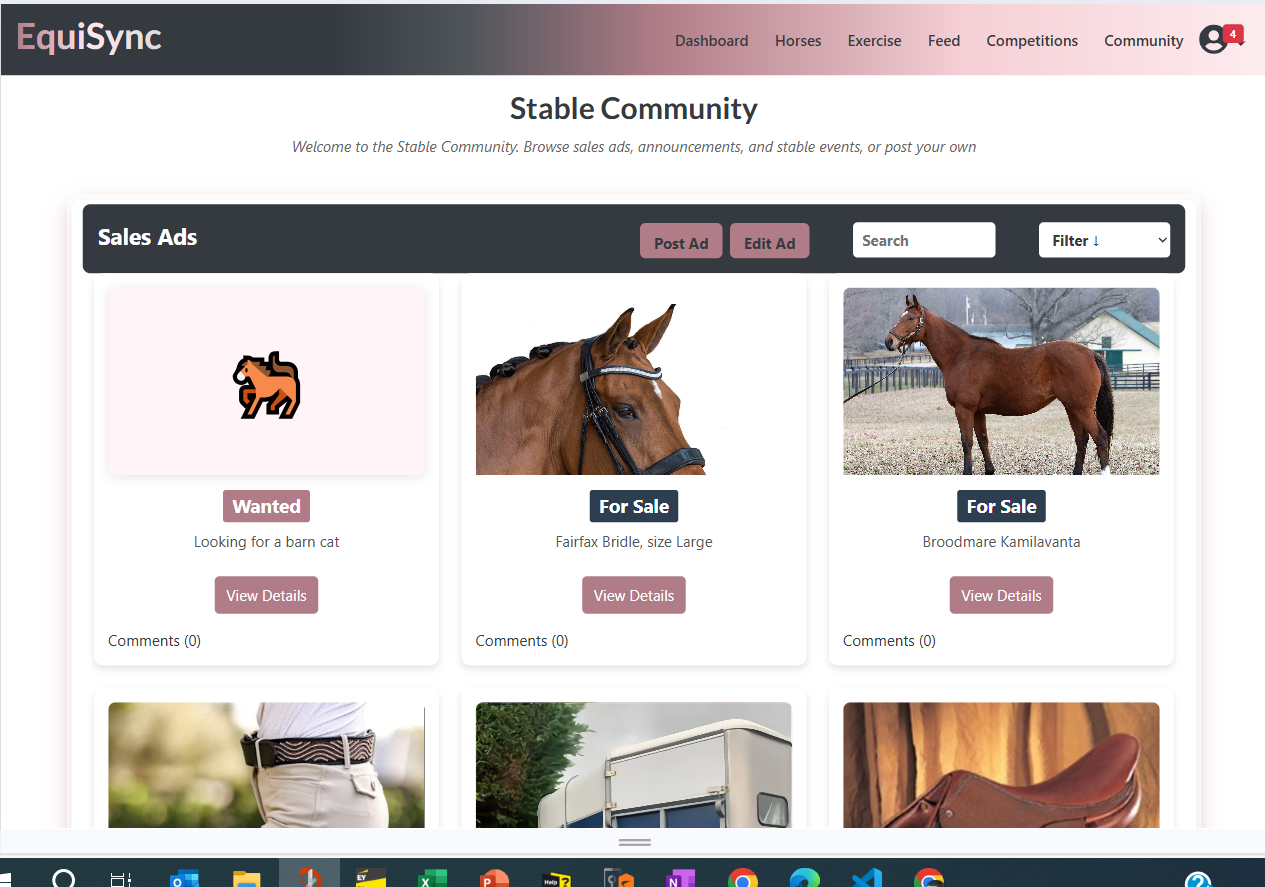 EquiSync
Dashboard Horses Exercise Feed Competitions Community 4
Stable Community
Welcome to the Stable Community. Browse sales ads, announcements, and stable events, or post your own
Sales Ads Post Ad Edit Ad Search Filter ↓
Wanted For Sale For Sale
Looking for a barn cat Fairfax Bridle, size Large Broodmare Kamilavanta
View Details View Details View Details
Comments (0) Comments (0) Comments (0)
EY Help ?